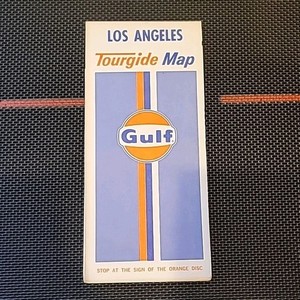 LOS ANGELES
Tourgide Map
Gulf
STOP AT THE SIGN OF THE ORANGE DISC